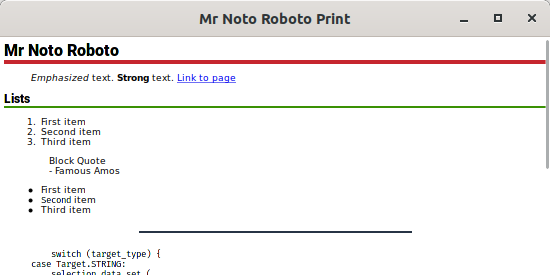 Mr Noto Roboto Print
Mr Noto Roboto
Emphasized text. Strong text. Link to page
Lists
1. First item
2. Second item
3. Third item
Block Quote
- Famous Amos
• First item
• Second item
• Third item
switch (target_type) {
case Target.STRING:
selection_data.set (